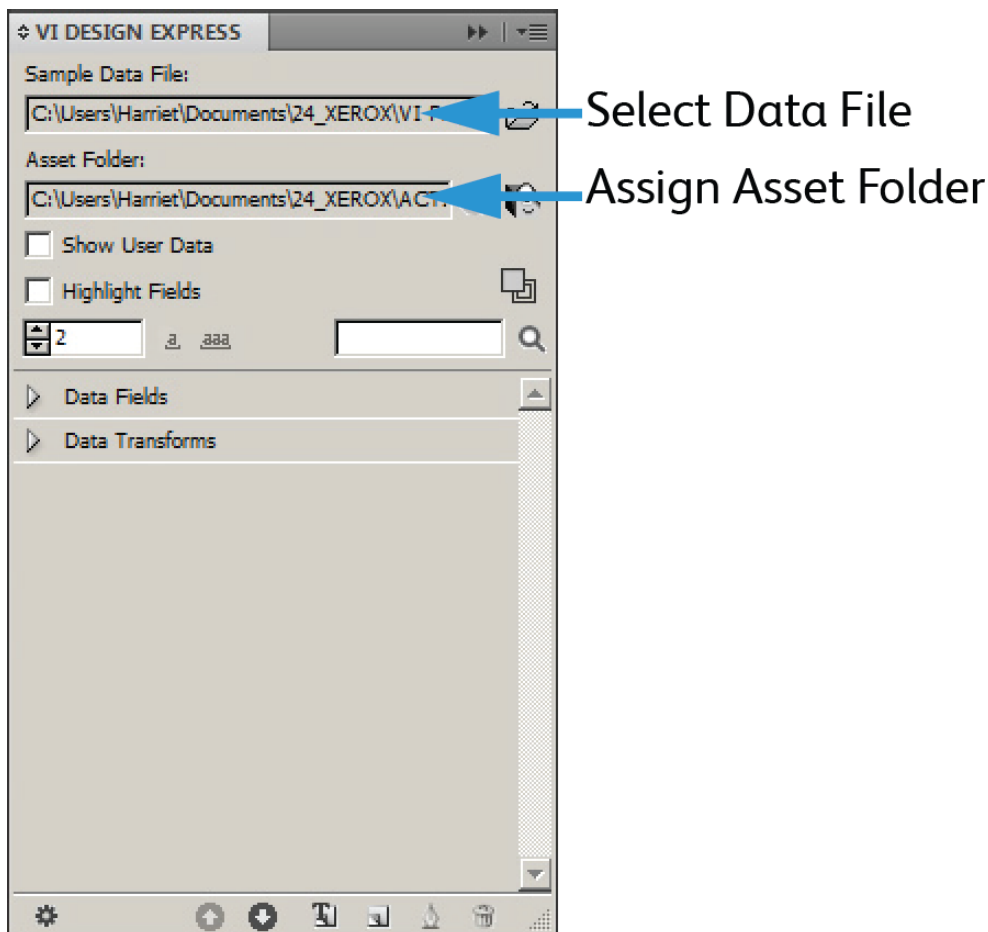 VI DESIGN EXPRESS
Sample Data File:
C:\Users\Harriet\Documents\24_XEROX\VI-
Select Data File
Asset Folder:
C:\Users\Harriet\Documents\24_XEROX\ACT
Assign Asset Folder
Show User Data
Highlight Fields
2 a aaa
Data Fields
Data Transforms
T